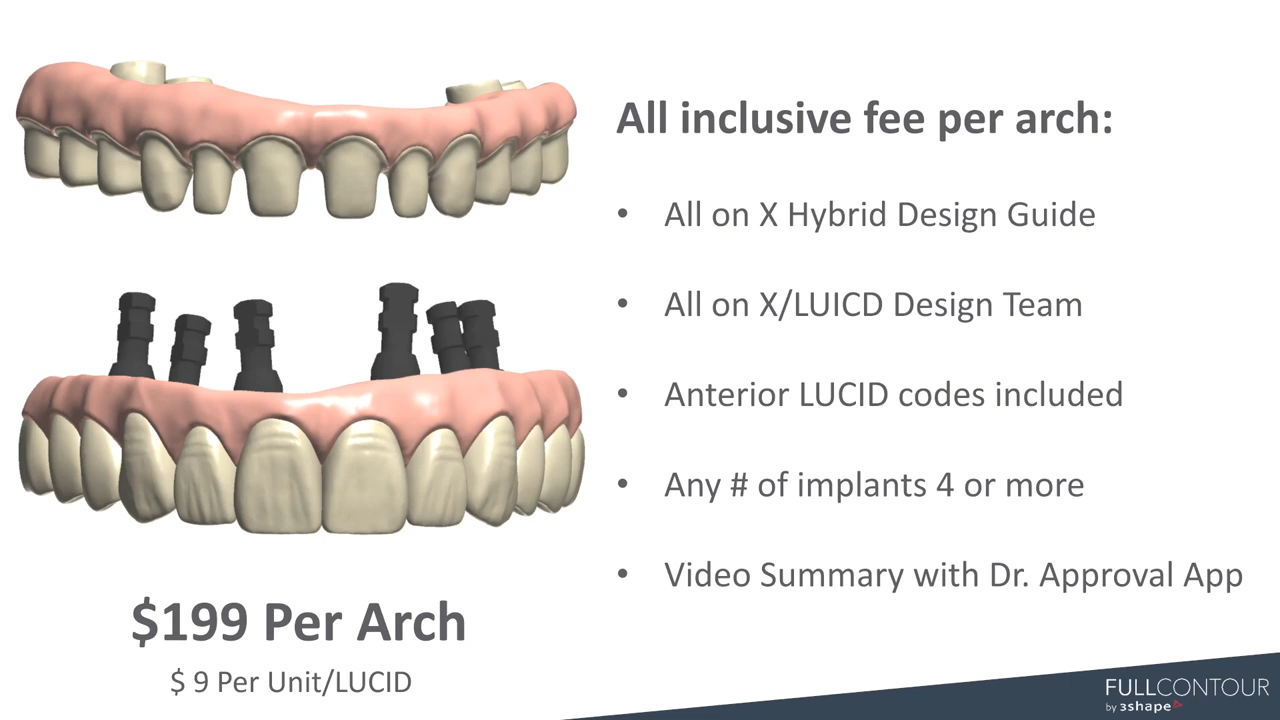 All inclusive fee per arch:
• All on X Hybrid Design Guide
• All on X/LUICD Design Team
• Anterior LUCID codes included
• Any # of implants 4 or more
• Video Summary with Dr. Approval App
$199 Per Arch
$ 9 Per Unit/LUCID
FULLCONTOUR
by 3shape